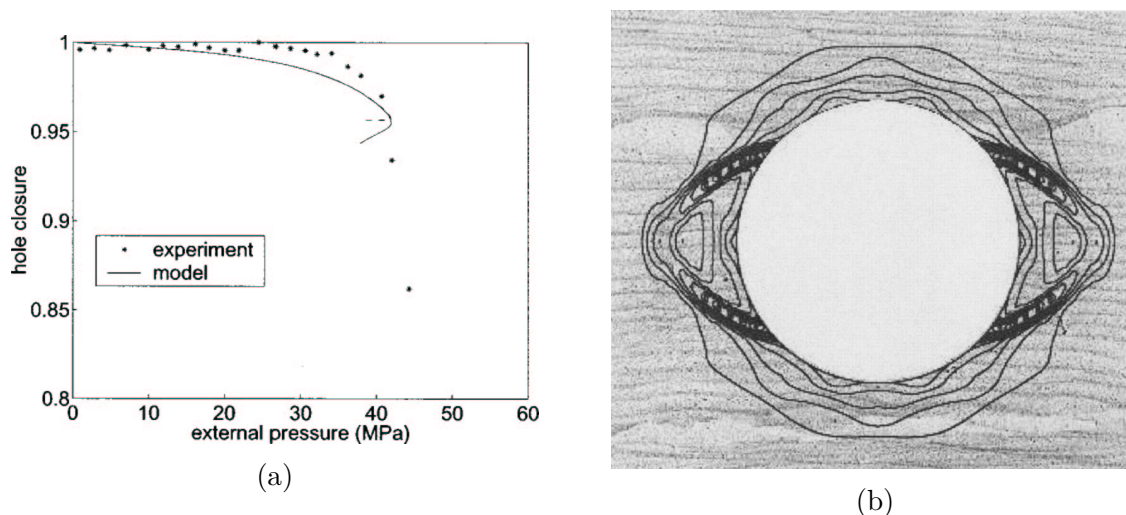 1
0.95
0.9
0.85
0.8
hole closure
experiment
model
0 10 20 30 40 50 60
external pressure (MPa)
(a)
(b)